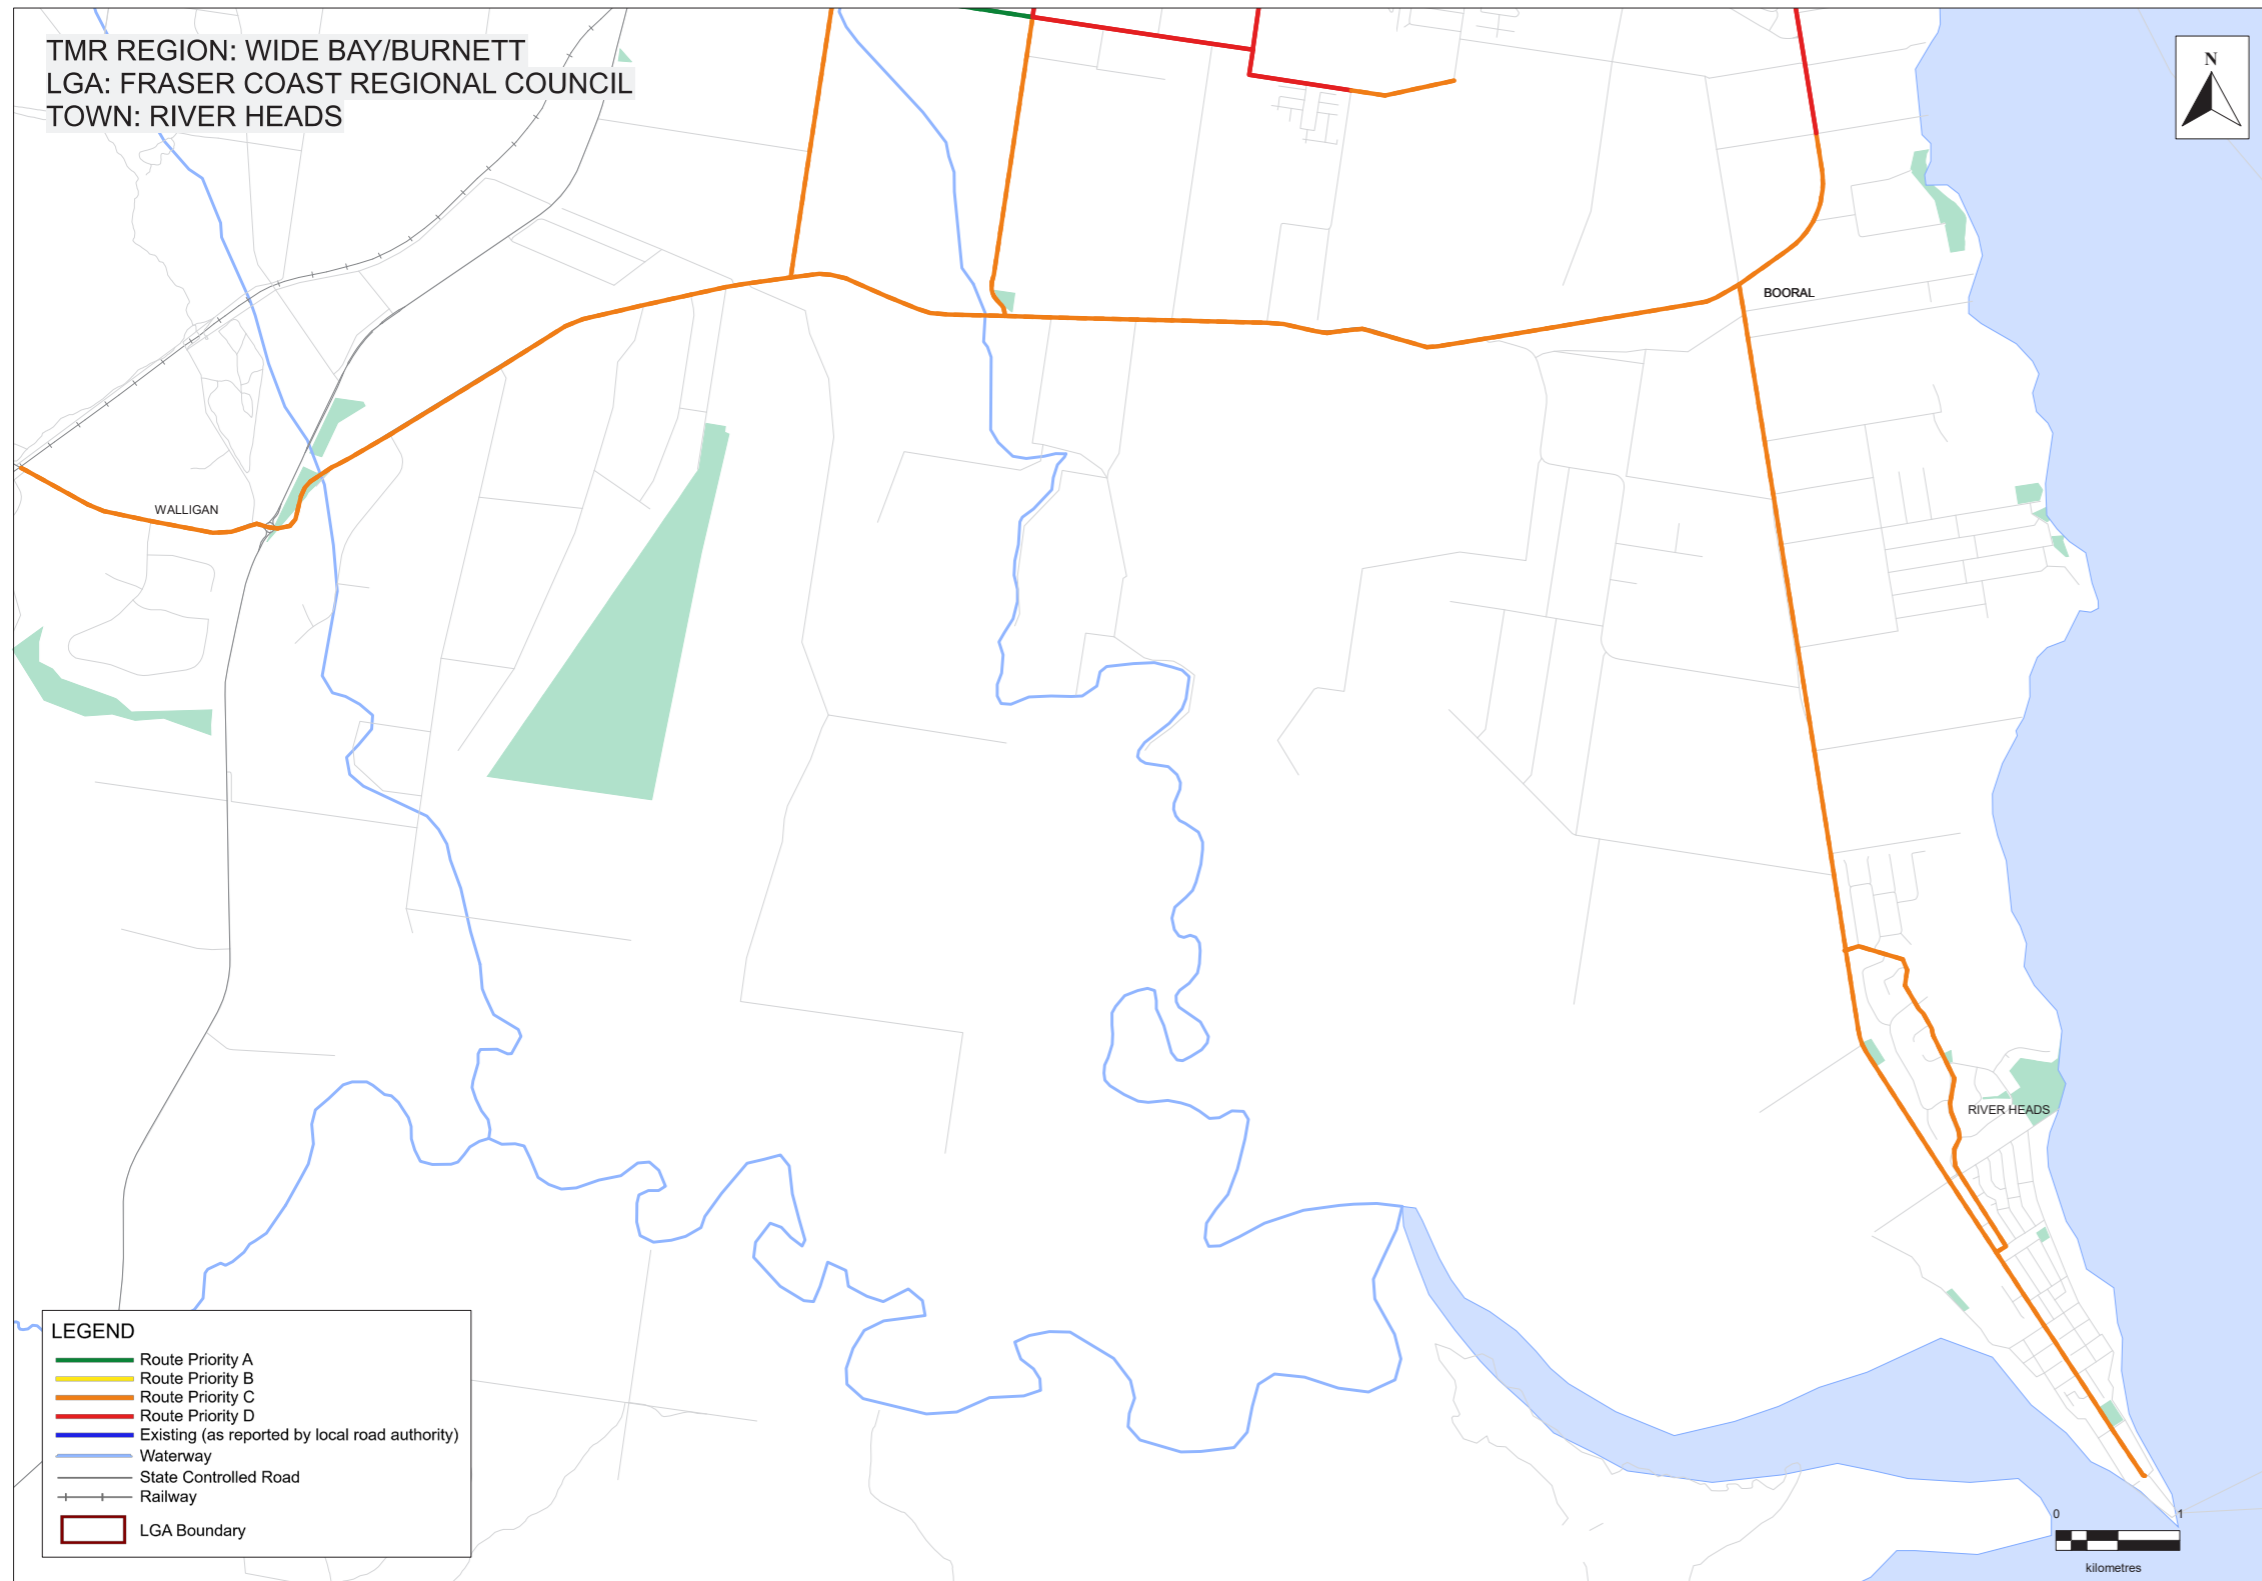 TMR REGION: WIDE BAY/BURNETT
LGA: FRASER COAST REGIONAL COUNCIL
TOWN: RIVER HEADS
N
BOORAL
WALLIGAN
RIVER HEADS
LEGEND
Route Priority A
Route Priority B
Route Priority C
Route Priority D
Existing (as reported by local road authority)
Waterway
State Controlled Road
Railway
LGA Boundary
0 1
kilometres